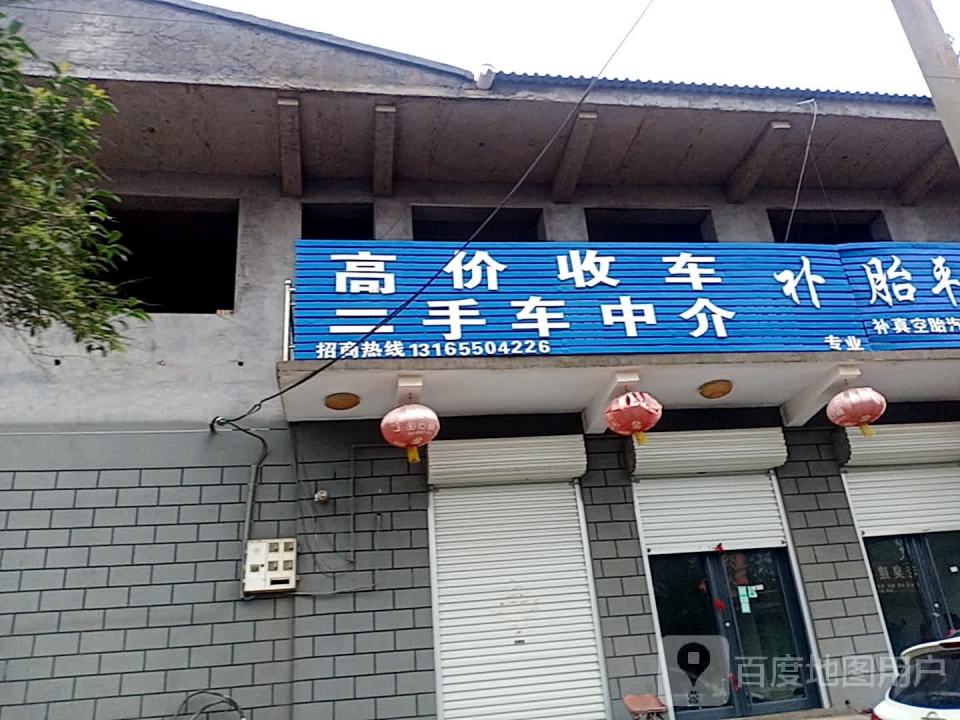 高价收车
二手车中介
招商热线13165504226
补胎
补真空胎汽
专业
百度地图用户